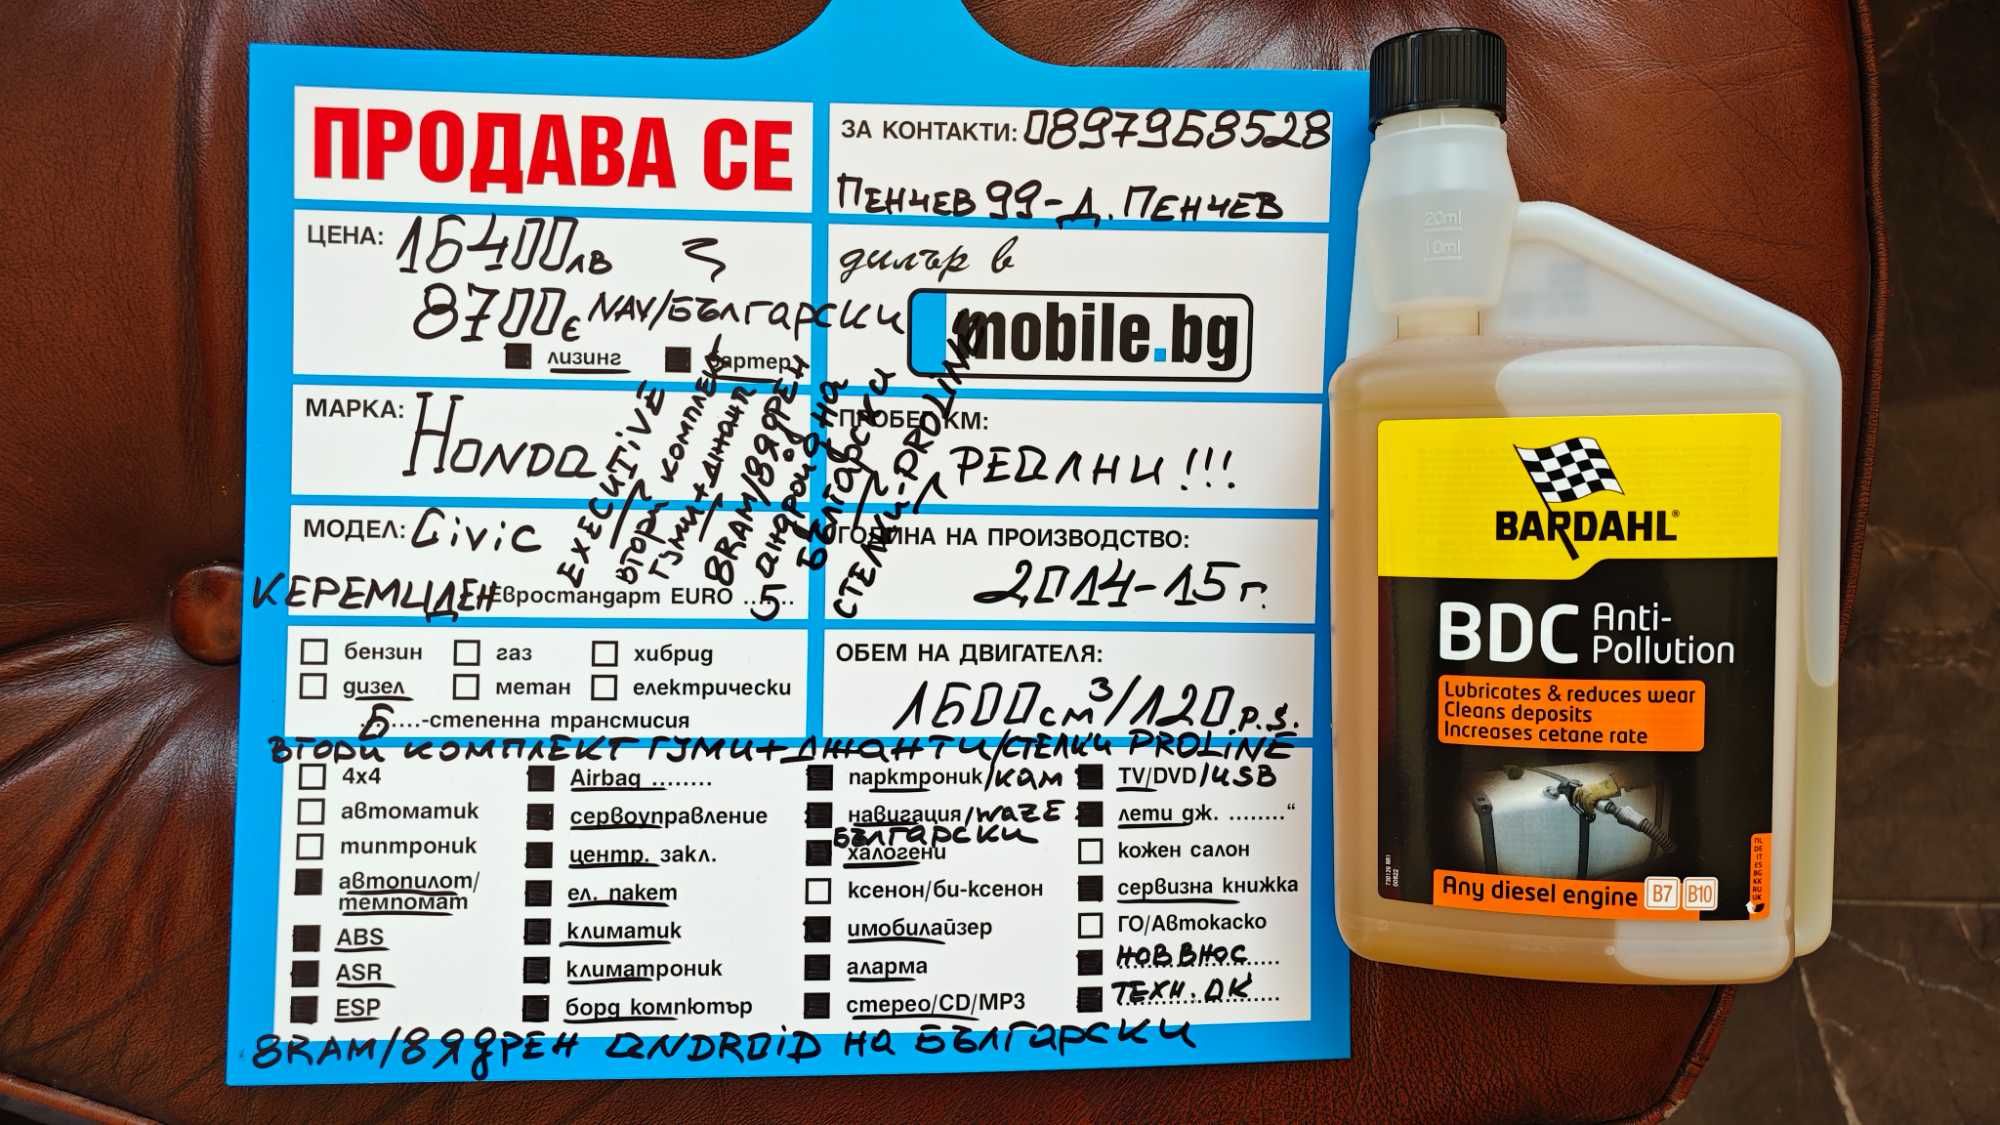 ПРОДАВА СЕ
ЗА КОНТАКТИ: 0897968528
ПЕНЧЕВ 99-Д. ПЕНЧЕВ
ЦЕНА: 16400лв
8700€ NAV/БЪЛГАРСКИ
лизинг бартер
дилър в
mobile.bg
МАРКА: HONDA
ПРОБЕГ КМ:
РЕАЛНИ!!!
МОДЕЛ: Civic
КЕРЕМИДЕН Евростандарт EURO ..5....
EXECUTIVE
ВТОРИ КОМПЛЕКТ
ГУМИ+ДЖАНТИ
8RAM/8ЯДРЕН
АНДРОЙД НА
БЪЛГАРСКИ
СТЕЛКИ-PROLINE
ГОДИНА НА ПРОИЗВОДСТВО:
2014-15г.
бензин газ хибрид
дизел метан електрически
6-степенна трансмисия
ОБЕМ НА ДВИГАТЕЛЯ:
1600см³/120 P.S.
ВТОРИ КОМПЛЕКТ ГУМИ+ДЖАНТИ/СТЕЛКИ PROLINE
4x4
автоматик
типтроник
автопилот/
темпомат
ABS
ASR
ESP
Airbag ........
сервоуправление
центр. закл.
ел. пакет
климатик
климатроник
борд компютър
парктроник/КАМ
навигация/WAZE
БЪЛГАРСКИ
халогени
ксенон/би-ксенон
имобилайзер
аларма
стерео/CD/MP3
TV/DVD/USB
лети дж. ........"
кожен салон
сервизна книжка
ГО/Автокаско
НОВ ВНОС
ТЕХН. ДК
8RAM/8 ЯДРЕН ANDROID НА БЪЛГАРСКИ
20ml
10ml
BARDAHL®
BDC Anti-
Pollution
Lubricates & reduces wear
Cleans deposits
Increases cetane rate
Any diesel engine B7 B10